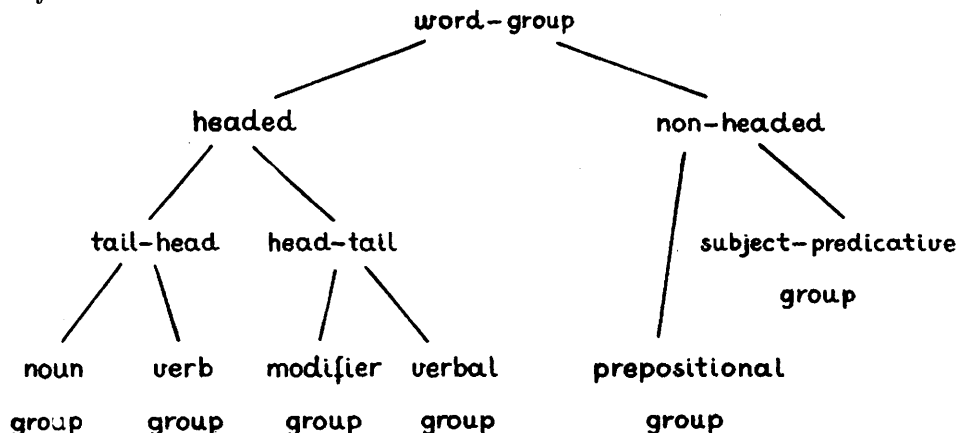 word-group
headed non-headed
tail-head head-tail subject-predicative
group
noun verb modifier verbal prepositional
group group group group group